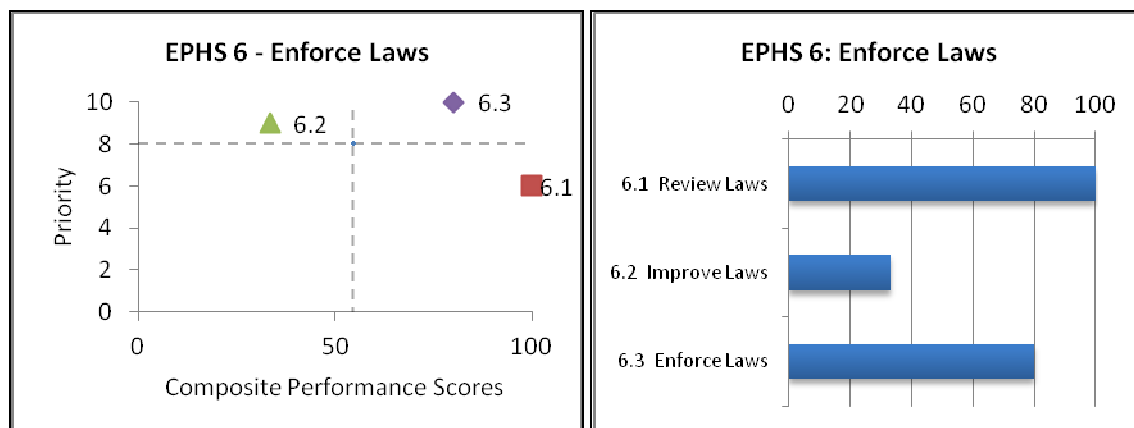 EPHS 6 - Enforce Laws
10
8
6
4
2
0
Priority
6.2
6.3
6.1
0 50 100
Composite Performance Scores
EPHS 6: Enforce Laws
0 20 40 60 80 100
6.1 Review Laws
6.2 Improve Laws
6.3 Enforce Laws